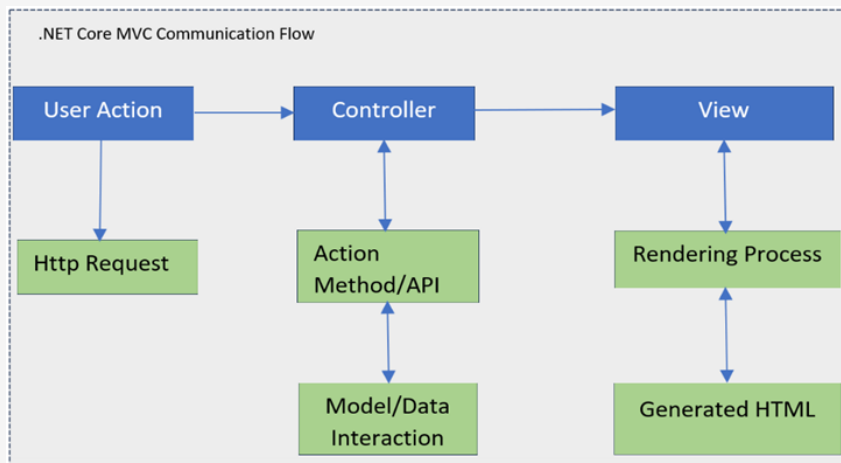 .NET Core MVC Communication Flow
User Action
Controller
View
Http Request
Action
Method/API
Rendering Process
Model/Data
Interaction
Generated HTML